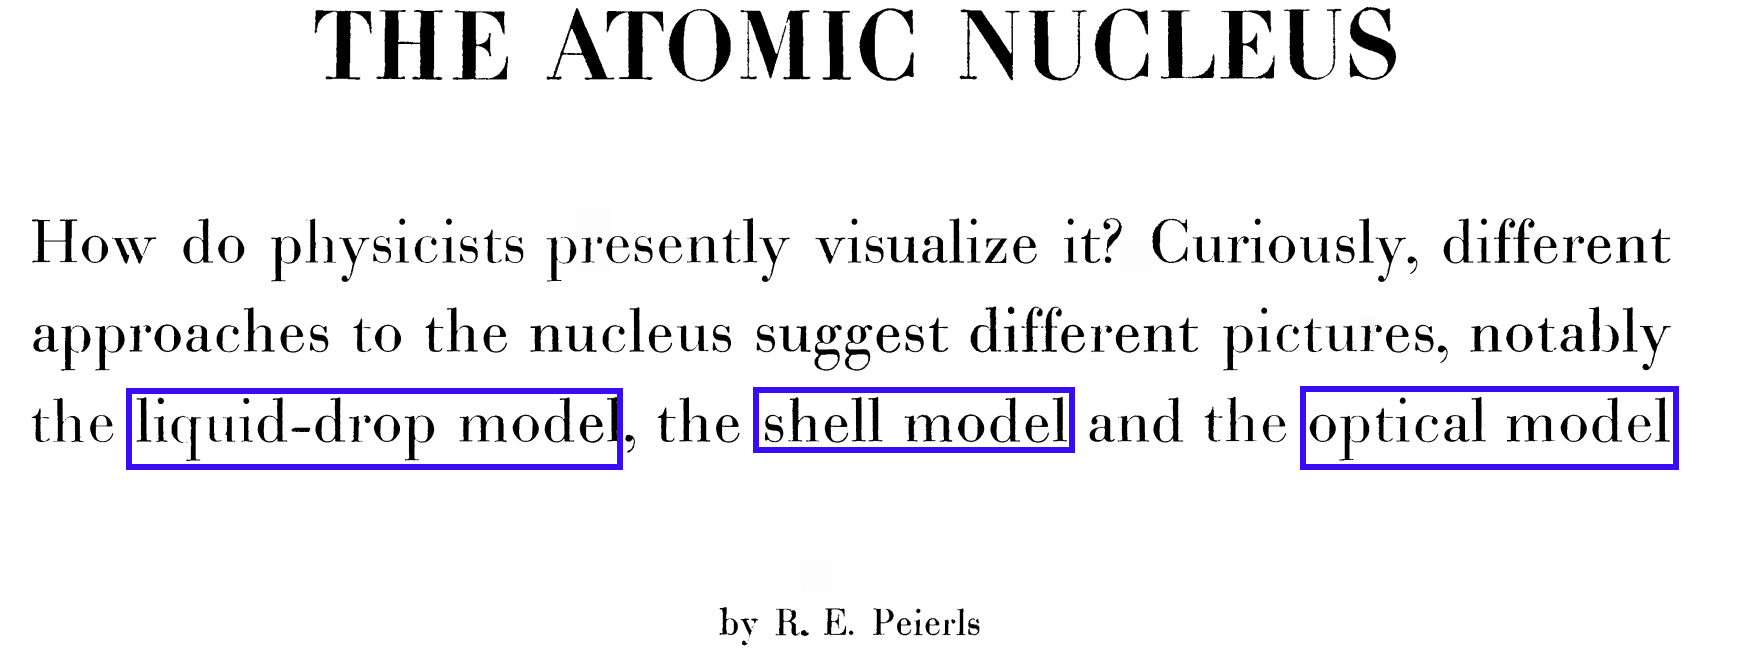 THE ATOMIC NUCLEUS
How do physicists presently visualize it? Curiously, different
approaches to the nucleus suggest different pictures, notably
the liquid-drop model, the shell model and the optical model
by R. E. Peierls